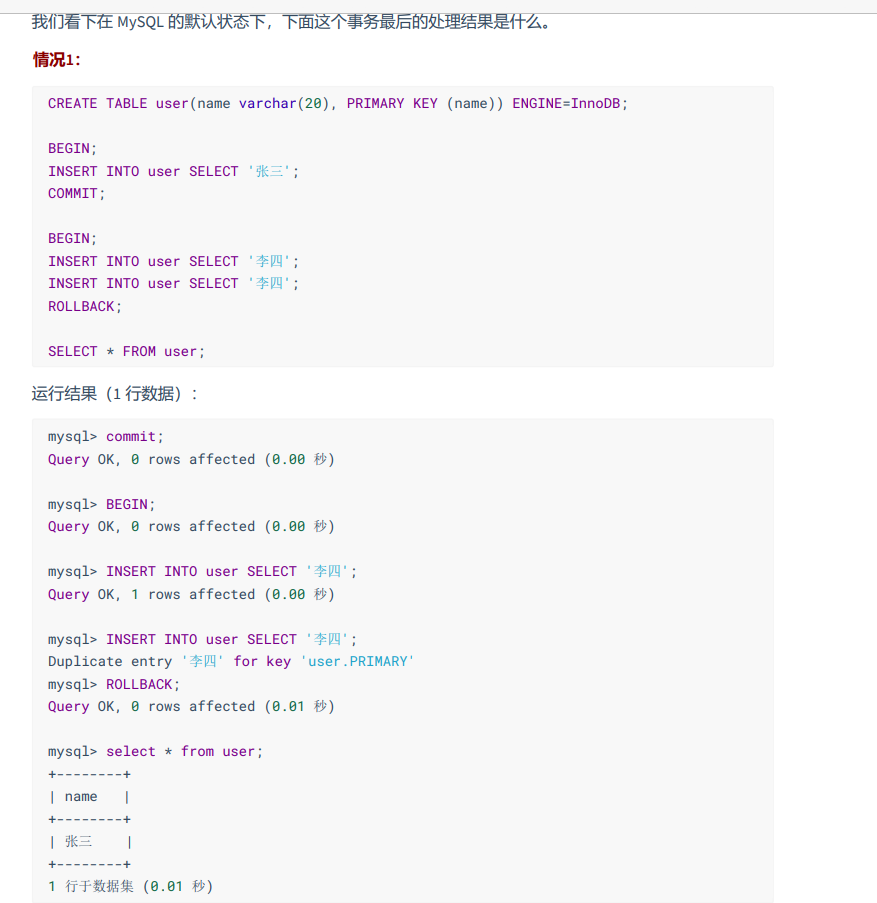 我们看下在 MySQL 的默认状态下，下面这个事务最后的处理结果是什么。
情况1：
CREATE TABLE user(name varchar(20), PRIMARY KEY (name)) ENGINE=InnoDB;
BEGIN;
INSERT INTO user SELECT '张三';
COMMIT;
BEGIN;
INSERT INTO user SELECT '李四';
INSERT INTO user SELECT '李四';
ROLLBACK;
SELECT * FROM user;
运行结果（1 行数据）：
mysql> commit;
Query OK, 0 rows affected (0.00 秒)
mysql> BEGIN;
Query OK, 0 rows affected (0.00 秒)
mysql> INSERT INTO user SELECT '李四';
Query OK, 1 rows affected (0.00 秒)
mysql> INSERT INTO user SELECT '李四';
Duplicate entry '李四' for key 'user.PRIMARY'
mysql> ROLLBACK;
Query OK, 0 rows affected (0.01 秒)
mysql> select * from user;
+--------+
| name   |
+--------+
| 张三    |
+--------+
1 行于数据集 (0.01 秒)